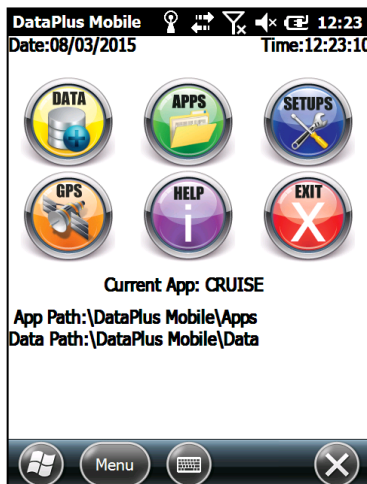 DataPlus Mobile 12:23
Date:08/03/2015 Time:12:23:10
DATA APPS SETUPS
GPS HELP EXIT
Current App: CRUISE
App Path:\DataPlus Mobile\Apps
Data Path:\DataPlus Mobile\Data
Menu